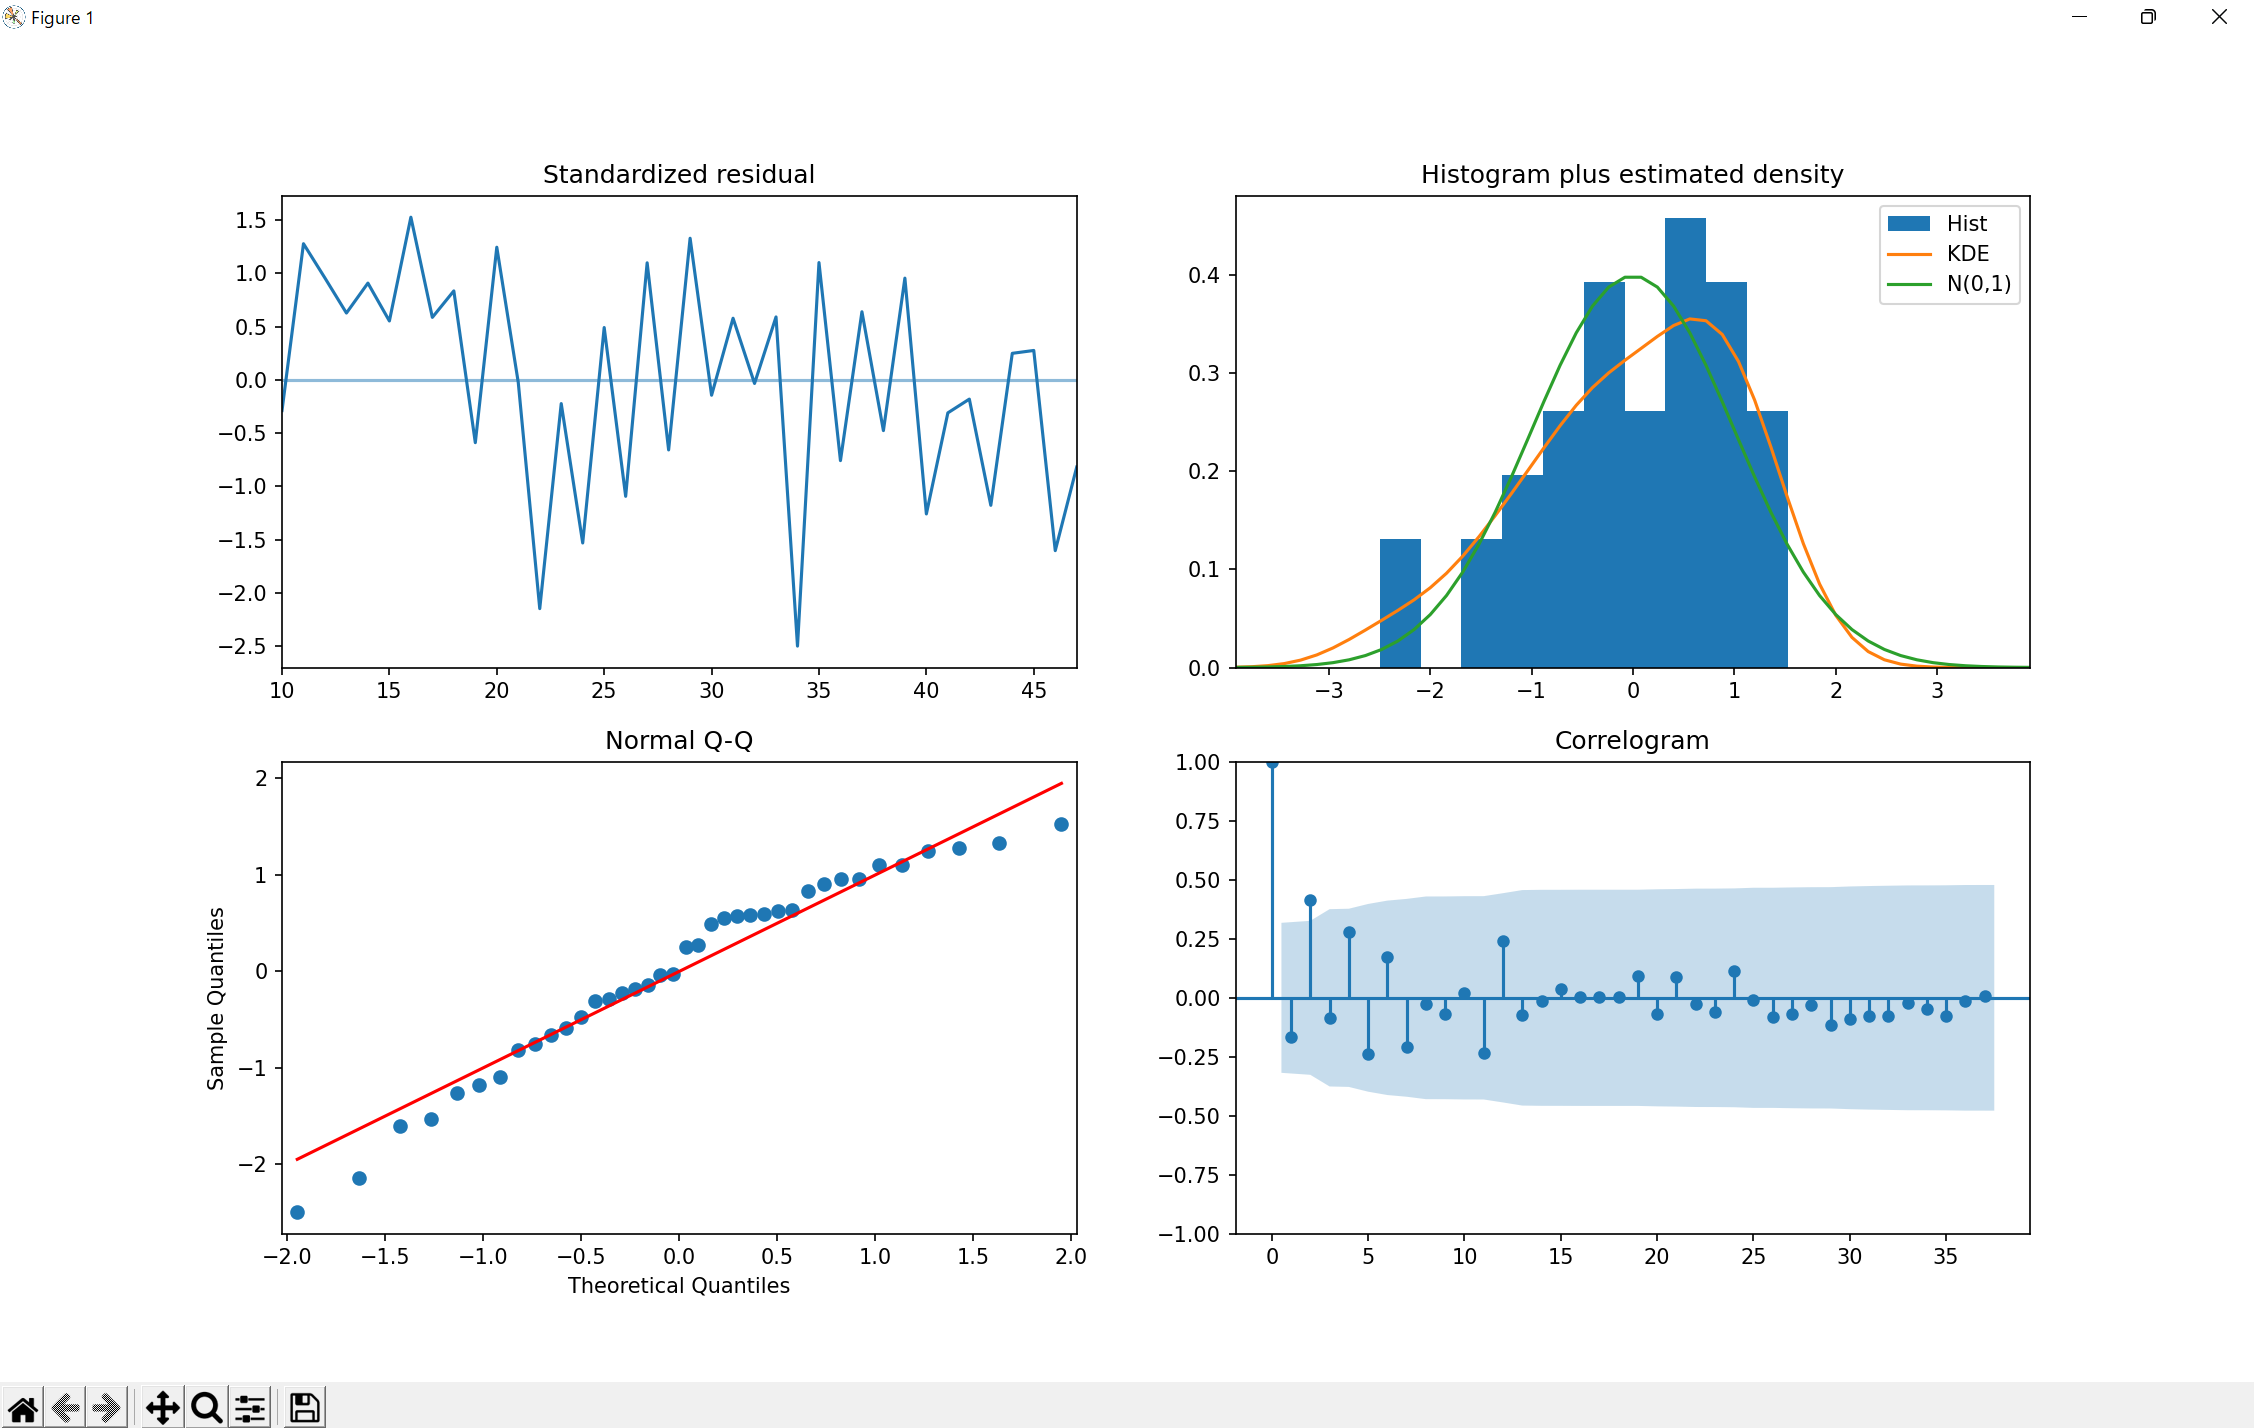 Figure 1
Standardized residual
1.5
1.0
0.5
0.0
−0.5
−1.0
−1.5
−2.0
−2.5
10 15 20 25 30 35 40 45
Histogram plus estimated density
Hist
KDE
N(0,1)
0.4
0.3
0.2
0.1
0.0
−3 −2 −1 0 1 2 3
Normal Q-Q
Sample Quantiles
2
1
0
−1
−2
−2.0 −1.5 −1.0 −0.5 0.0 0.5 1.0 1.5 2.0
Theoretical Quantiles
Correlogram
1.00
0.75
0.50
0.25
0.00
−0.25
−0.50
−0.75
−1.00
0 5 10 15 20 25 30 35